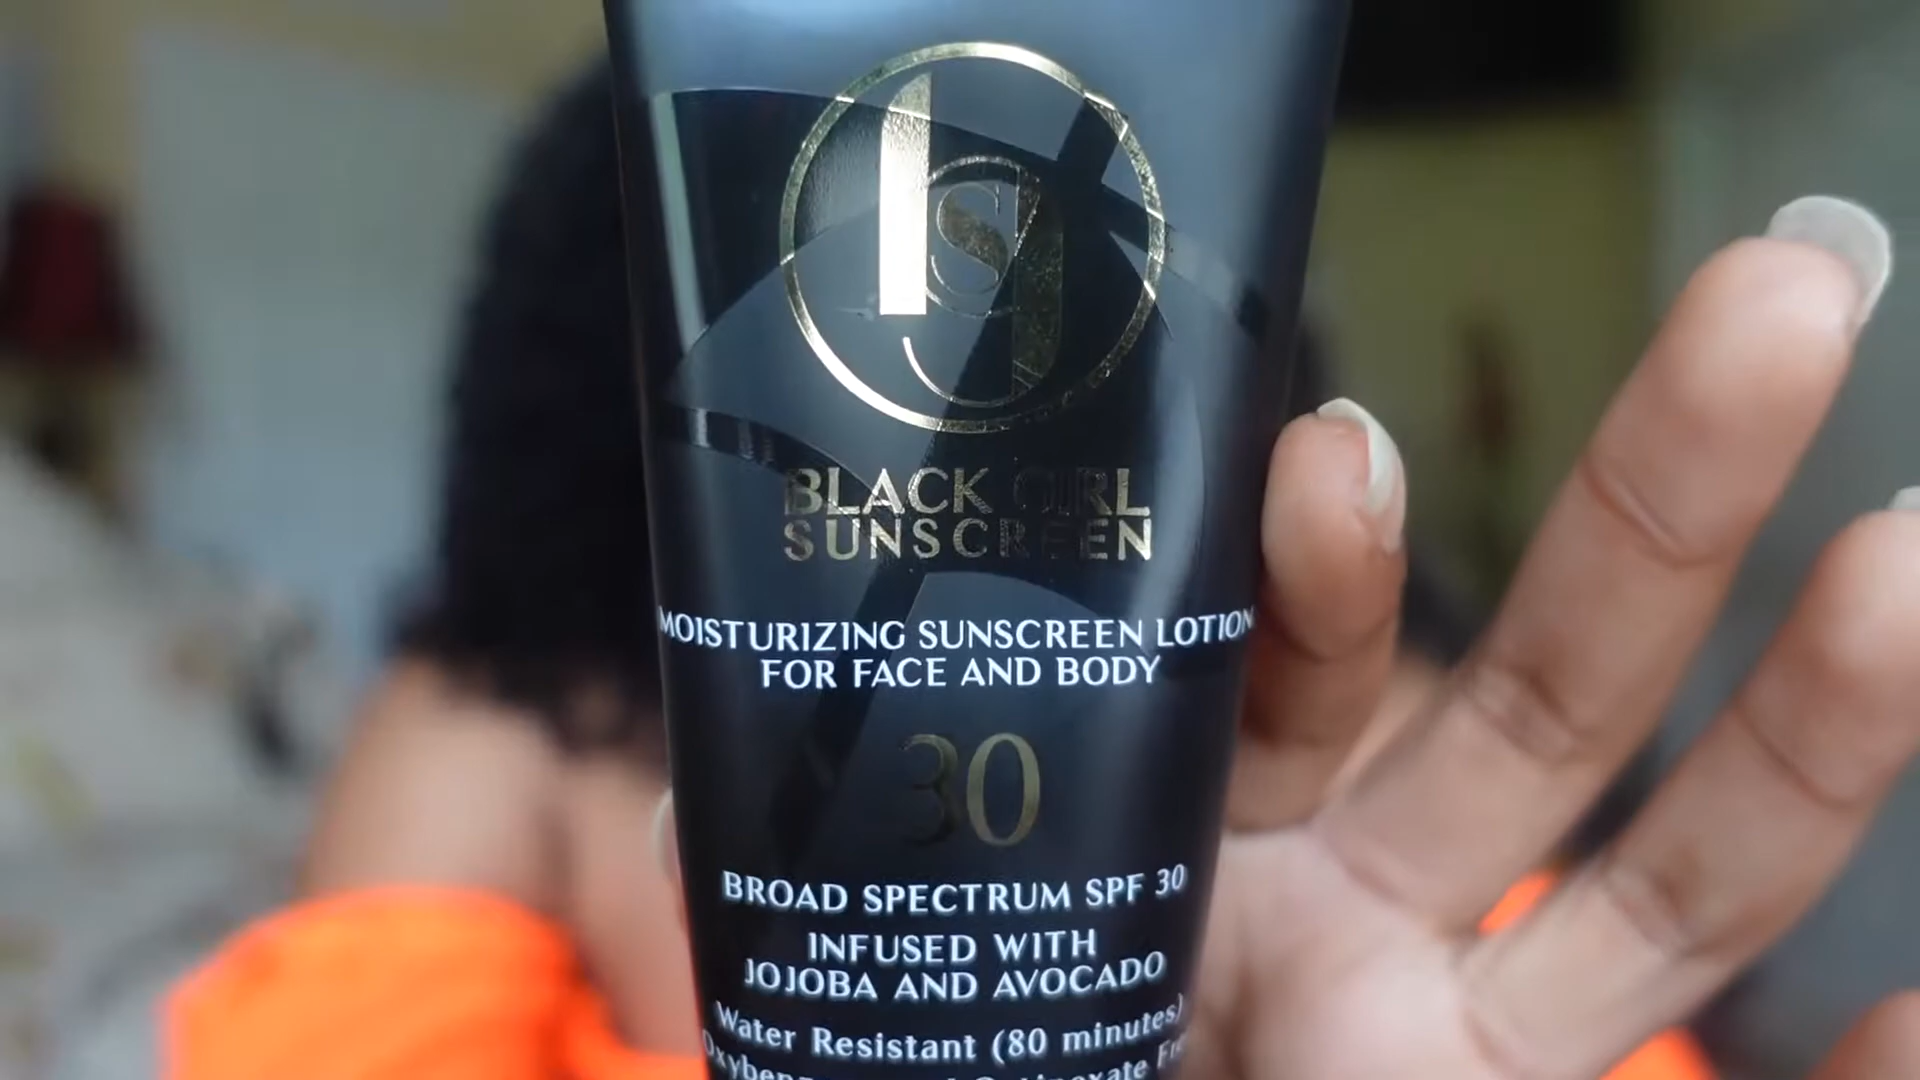 BLACK GIRL
SUNSCREEN
MOISTURIZING SUNSCREEN LOTION
FOR FACE AND BODY
30
BROAD SPECTRUM SPF 30
INFUSED WITH
JOJOBA AND AVOCADO
Water Resistant (80 minutes)